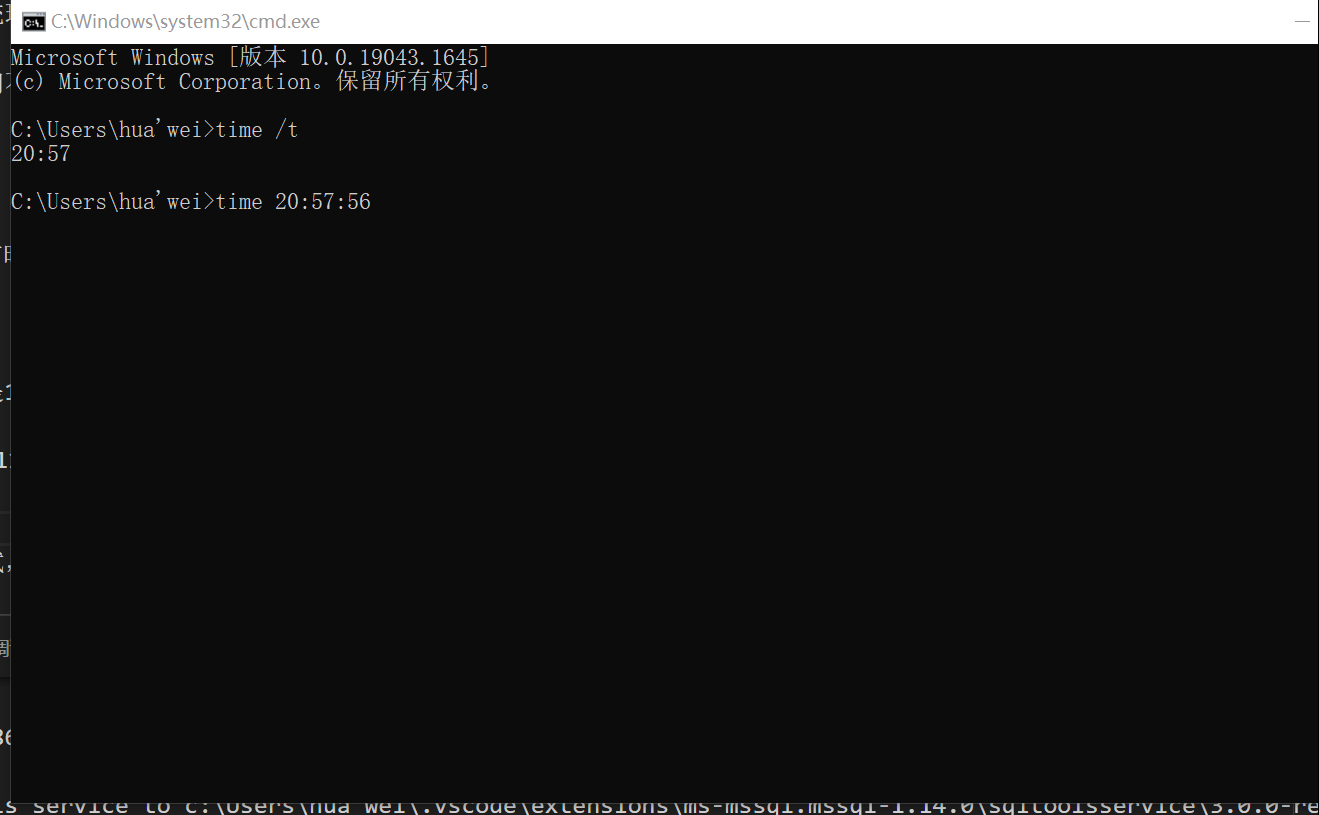 C:\Windows\system32\cmd.exe
Microsoft Windows [版本 10.0.19043.1645]
(c) Microsoft Corporation。保留所有权利。
C:\Users\hua'wei>time /t
20:57
C:\Users\hua'wei>time 20:57:56
s service to c:\Users\hua wei\.vscode\extensions\ms-mssql.mssql-1.14.0\sqltoolsservice\3.0.0-re